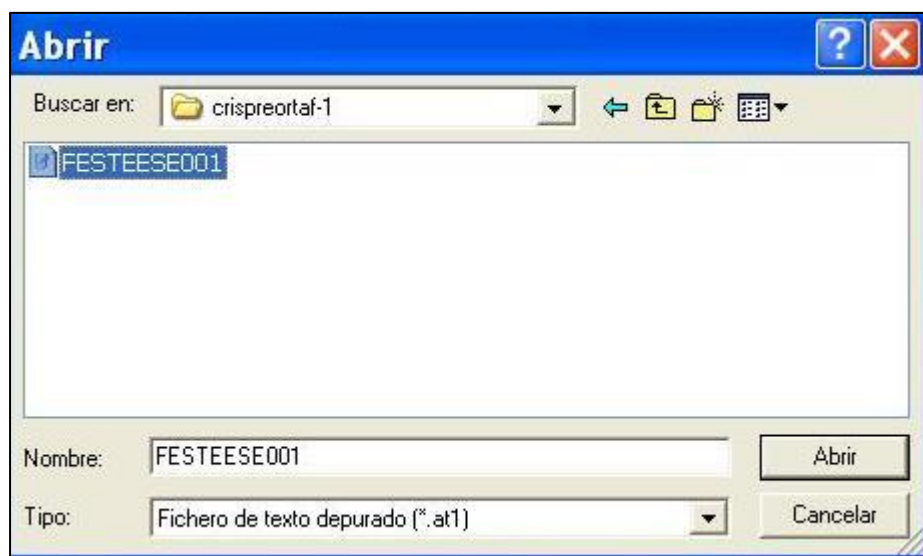 Abrir
Buscar en: crispreortaf-1
FESTEESE001
Nombre: FESTEESE001 Abrir
Tipo: Fichero de texto depurado (*.at1) Cancelar